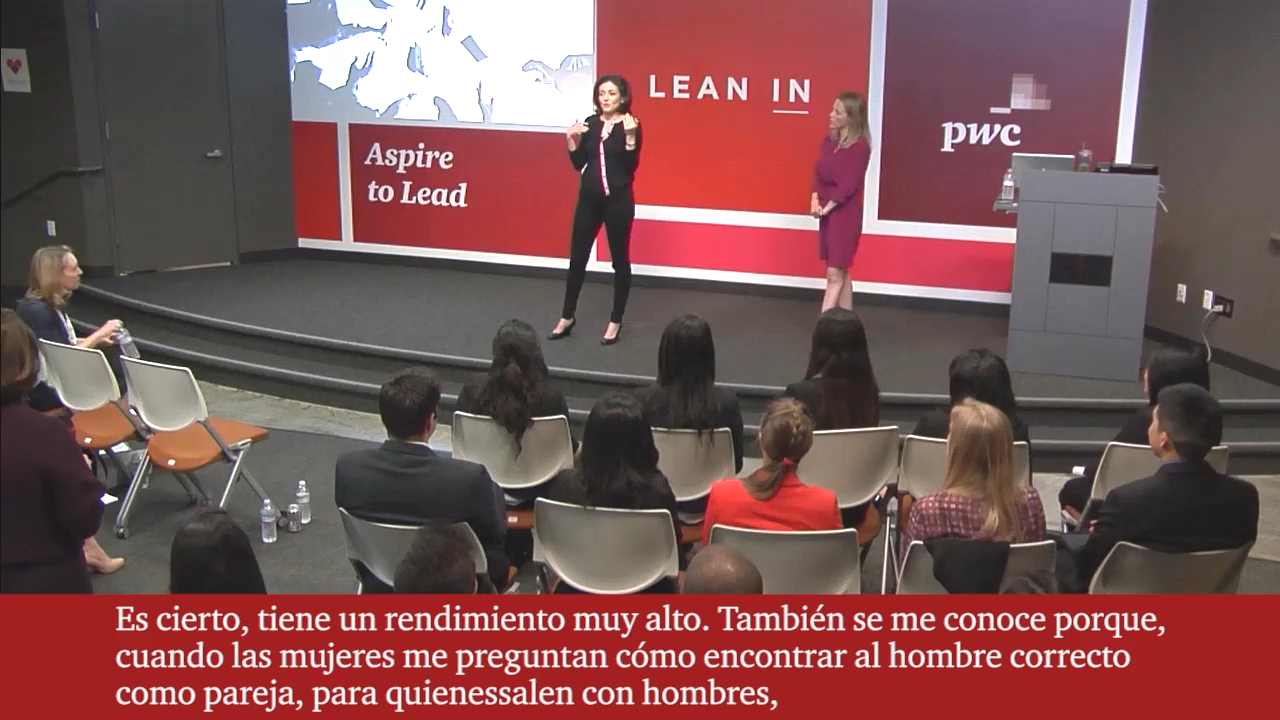 LEAN IN
pwc
Aspire
to Lead
Es cierto, tiene un rendimiento muy alto. También se me conoce porque,
cuando las mujeres me preguntan cómo encontrar al hombre correcto
como pareja, para quienessalen con hombres,